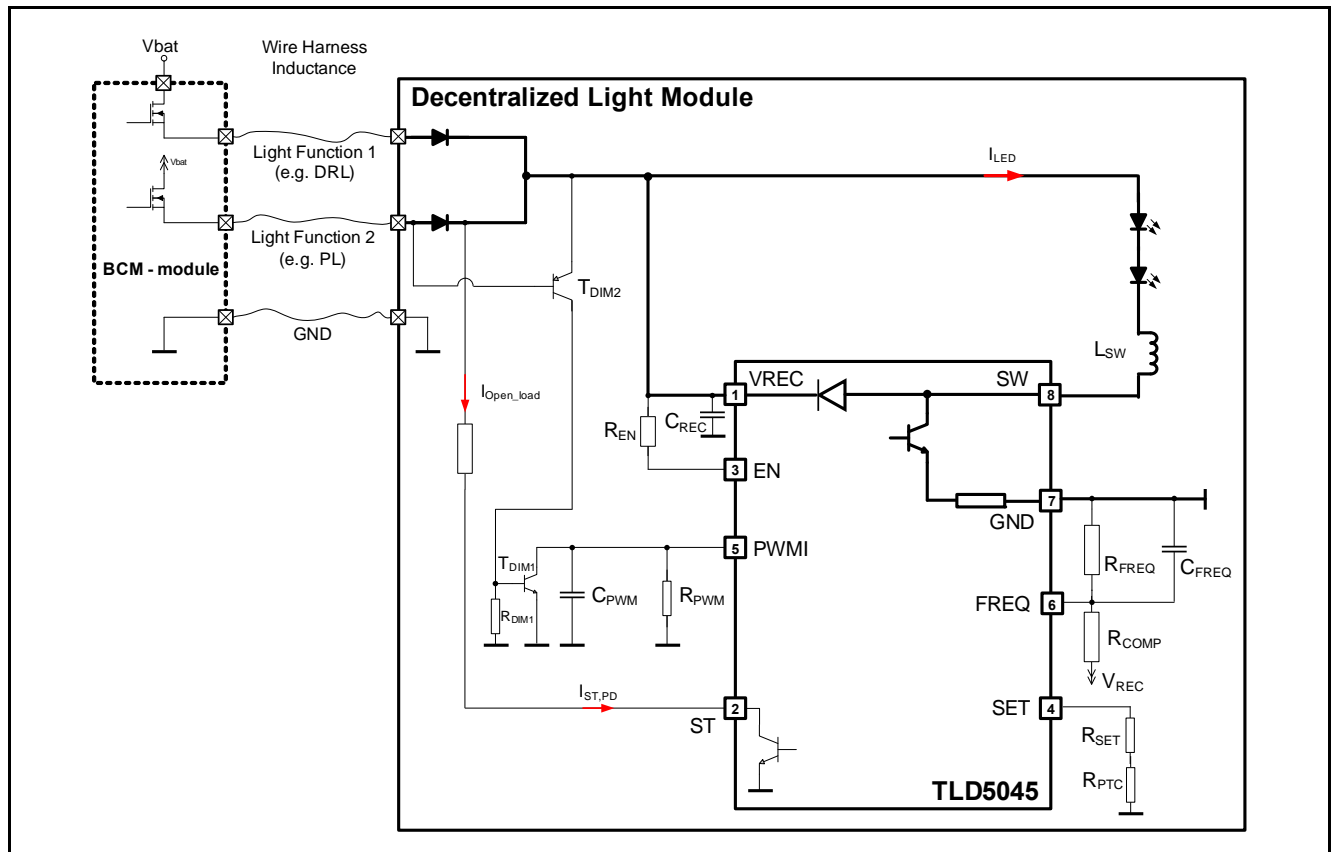 Vbat
Wire Harness
Inductance
Decentralized Light Module
Light Function 1
(e.g. DRL)
Vbat
Light Function 2
(e.g. PL)
BCM - module
GND
ILED
TDIM2
LSW
IOpen_load
VREC
SW
1
8
REN
CREC
3
EN
7
GND
TDIM1
5
PWMI
RDIM1
CPWM
RPWM
RFREQ
CFREQ
FREQ
6
RCOMP
VREC
IST,PD
2
ST
SET
4
RSET
RPTC
TLD5045